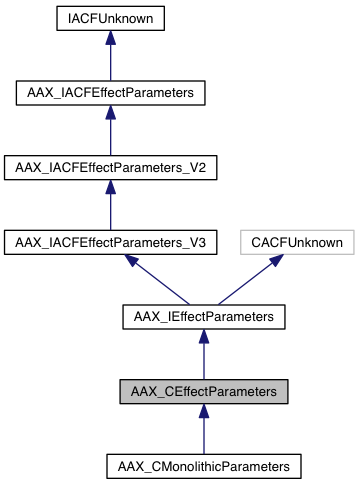 IACFUnknown
AAX_IACFEffectParameters
AAX_IACFEffectParameters_V2
AAX_IACFEffectParameters_V3
CACFUnknown
AAX_IEffectParameters
AAX_CEffectParameters
AAX_CMonolithicParameters